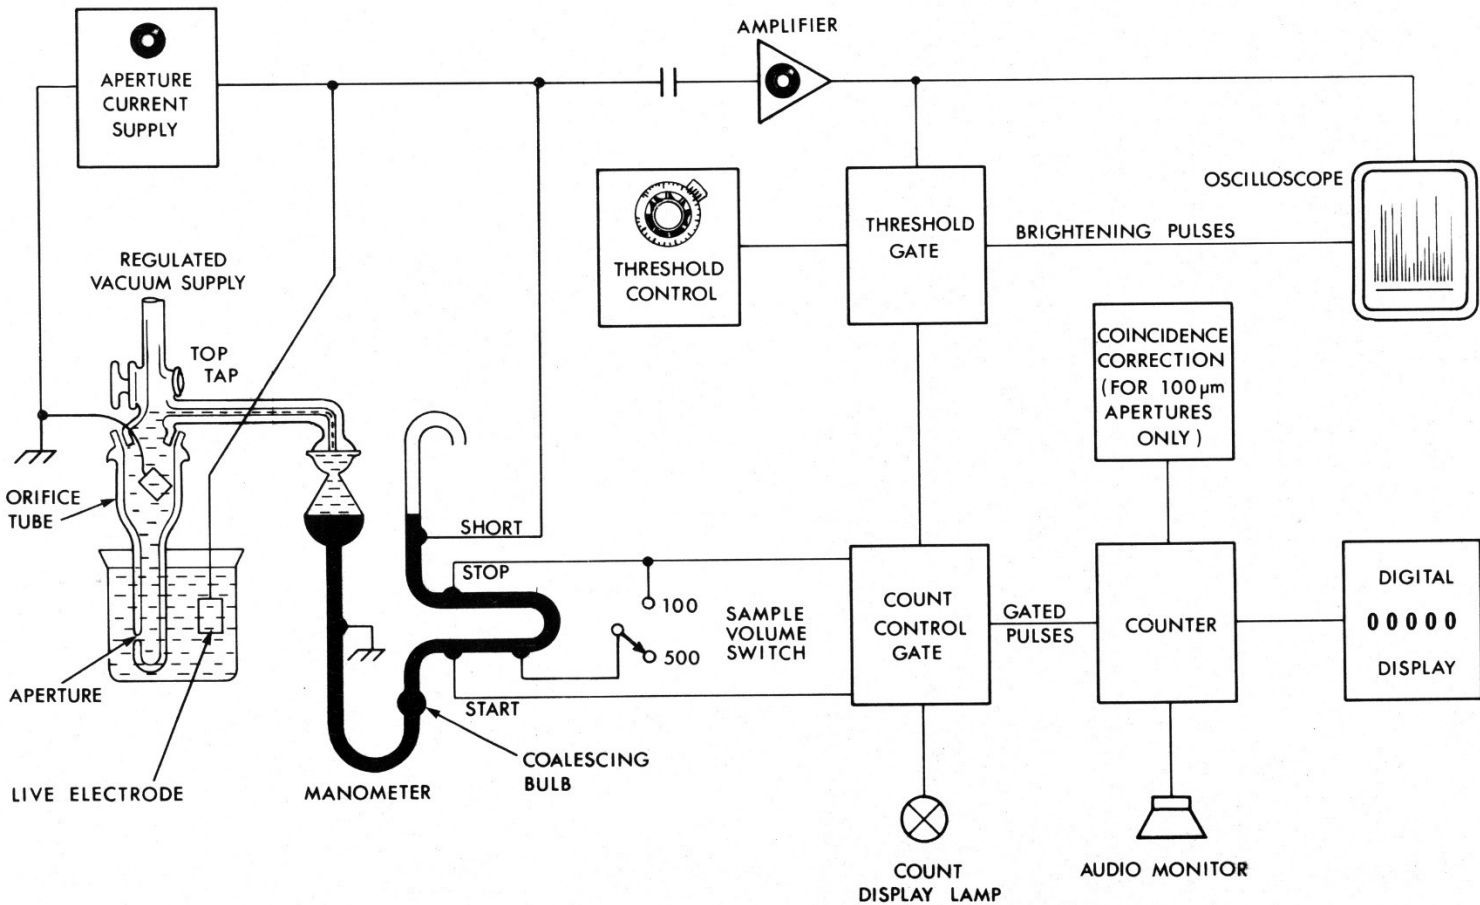 AMPLIFIER
APERTURE
CURRENT
SUPPLY
OSCILLOSCOPE
THRESHOLD
CONTROL
THRESHOLD
GATE
BRIGHTENING PULSES
REGULATED
VACUUM SUPPLY
TOP
TAP
COINCIDENCE
CORRECTION
(FOR 100µm
APERTURES
ONLY)
ORIFICE
TUBE
SHORT
STOP
100
500
SAMPLE
VOLUME
SWITCH
START
COUNT
CONTROL
GATE
GATED
PULSES
COUNTER
DIGITAL
00000
DISPLAY
APERTURE
LIVE ELECTRODE
MANOMETER
COALESCING
BULB
COUNT
DISPLAY LAMP
AUDIO MONITOR